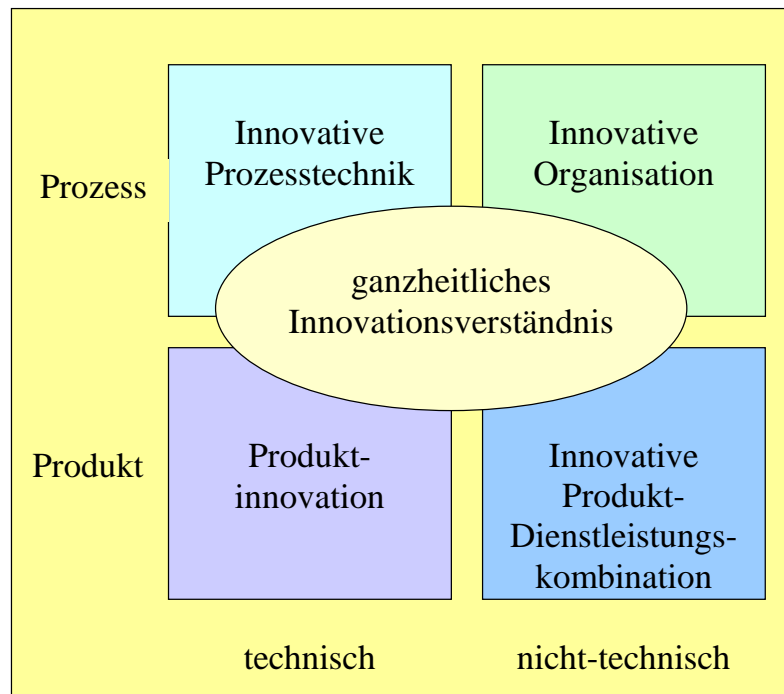 Innovative
Prozesstechnik
Innovative
Organisation
Prozess
ganzheitliches
Innovationsverständnis
Produkt
Produkt-
innovation
Innovative
Produkt-
Dienstleistungs-
kombination
technisch
nicht-technisch